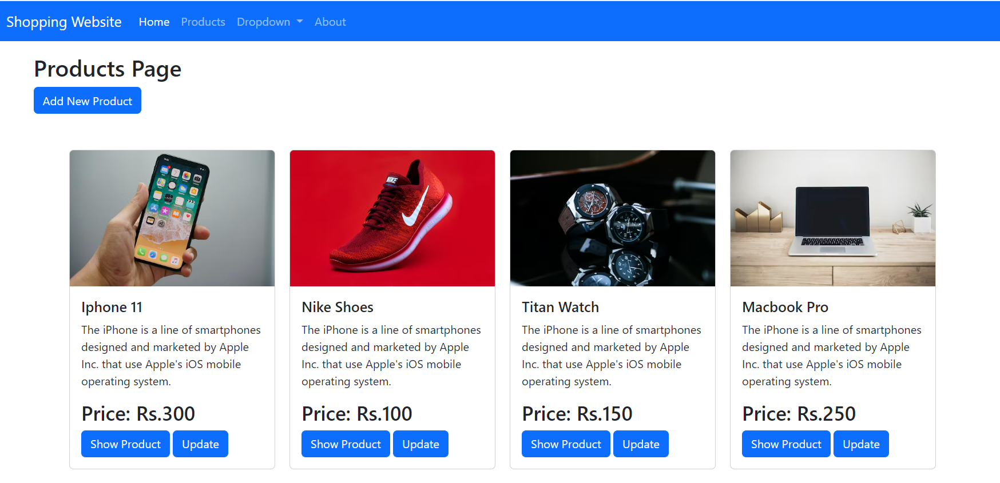 Shopping Website Home Products Dropdown About
Products Page
Add New Product
NIKE
Iphone 11
The iPhone is a line of smartphones
designed and marketed by Apple
Inc. that use Apple's iOS mobile
operating system.
Price: Rs.300
Show Product Update
Nike Shoes
The iPhone is a line of smartphones
designed and marketed by Apple
Inc. that use Apple's iOS mobile
operating system.
Price: Rs.100
Show Product Update
Titan Watch
The iPhone is a line of smartphones
designed and marketed by Apple
Inc. that use Apple's iOS mobile
operating system.
Price: Rs.150
Show Product Update
Macbook Pro
The iPhone is a line of smartphones
designed and marketed by Apple
Inc. that use Apple's iOS mobile
operating system.
Price: Rs.250
Show Product Update